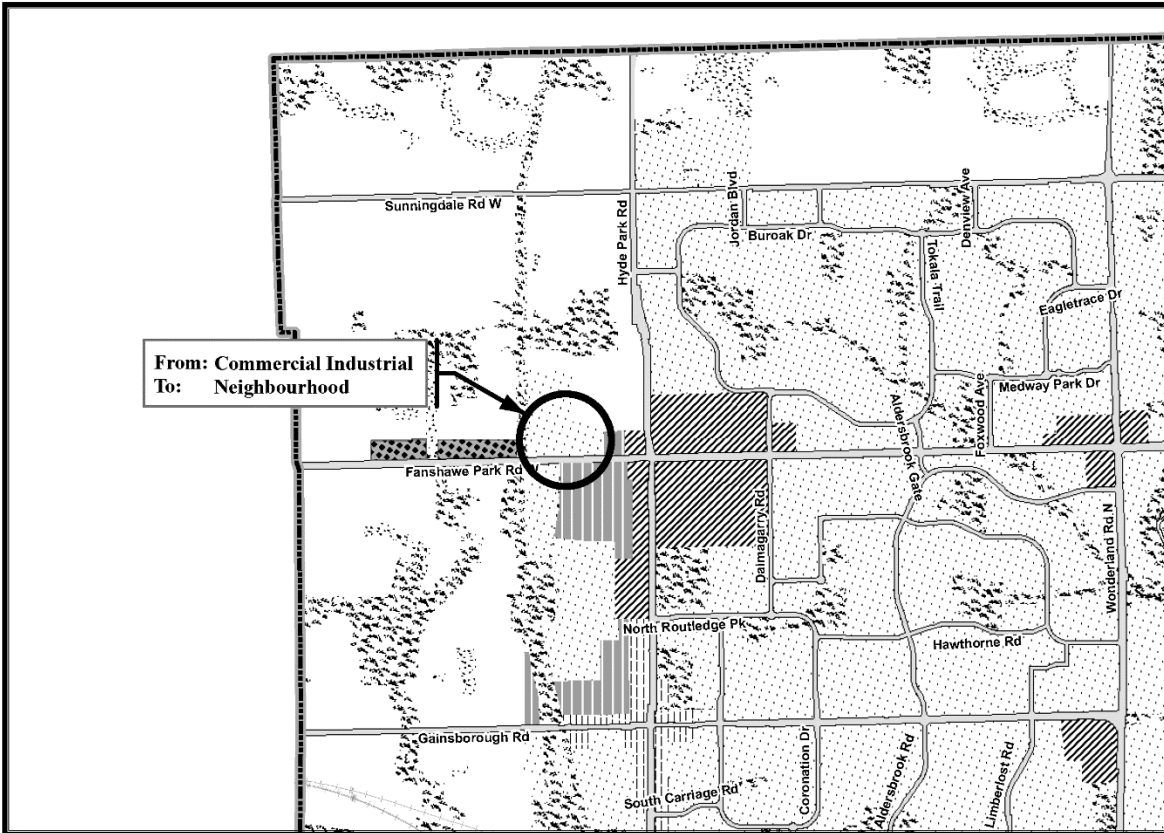 Sunningdale Rd W
Hyde Park Rd
Jordan Blvd
Buroak Dr
Denview Ave
Tokala Trail
Eagletrace Dr
From: Commercial Industrial
To: Neighbourhood
Medway Park Dr
Foxwood Ave
Aldersbrook Gate
Fanshawe Park Rd W
Dalmagarry Rd
Wonderland Rd N
North Routledge Pk
Hawthorne Rd
Gainsborough Rd
Coronation Dr
Aldersbrook Rd
Limberlost Rd
South Carriage Rd